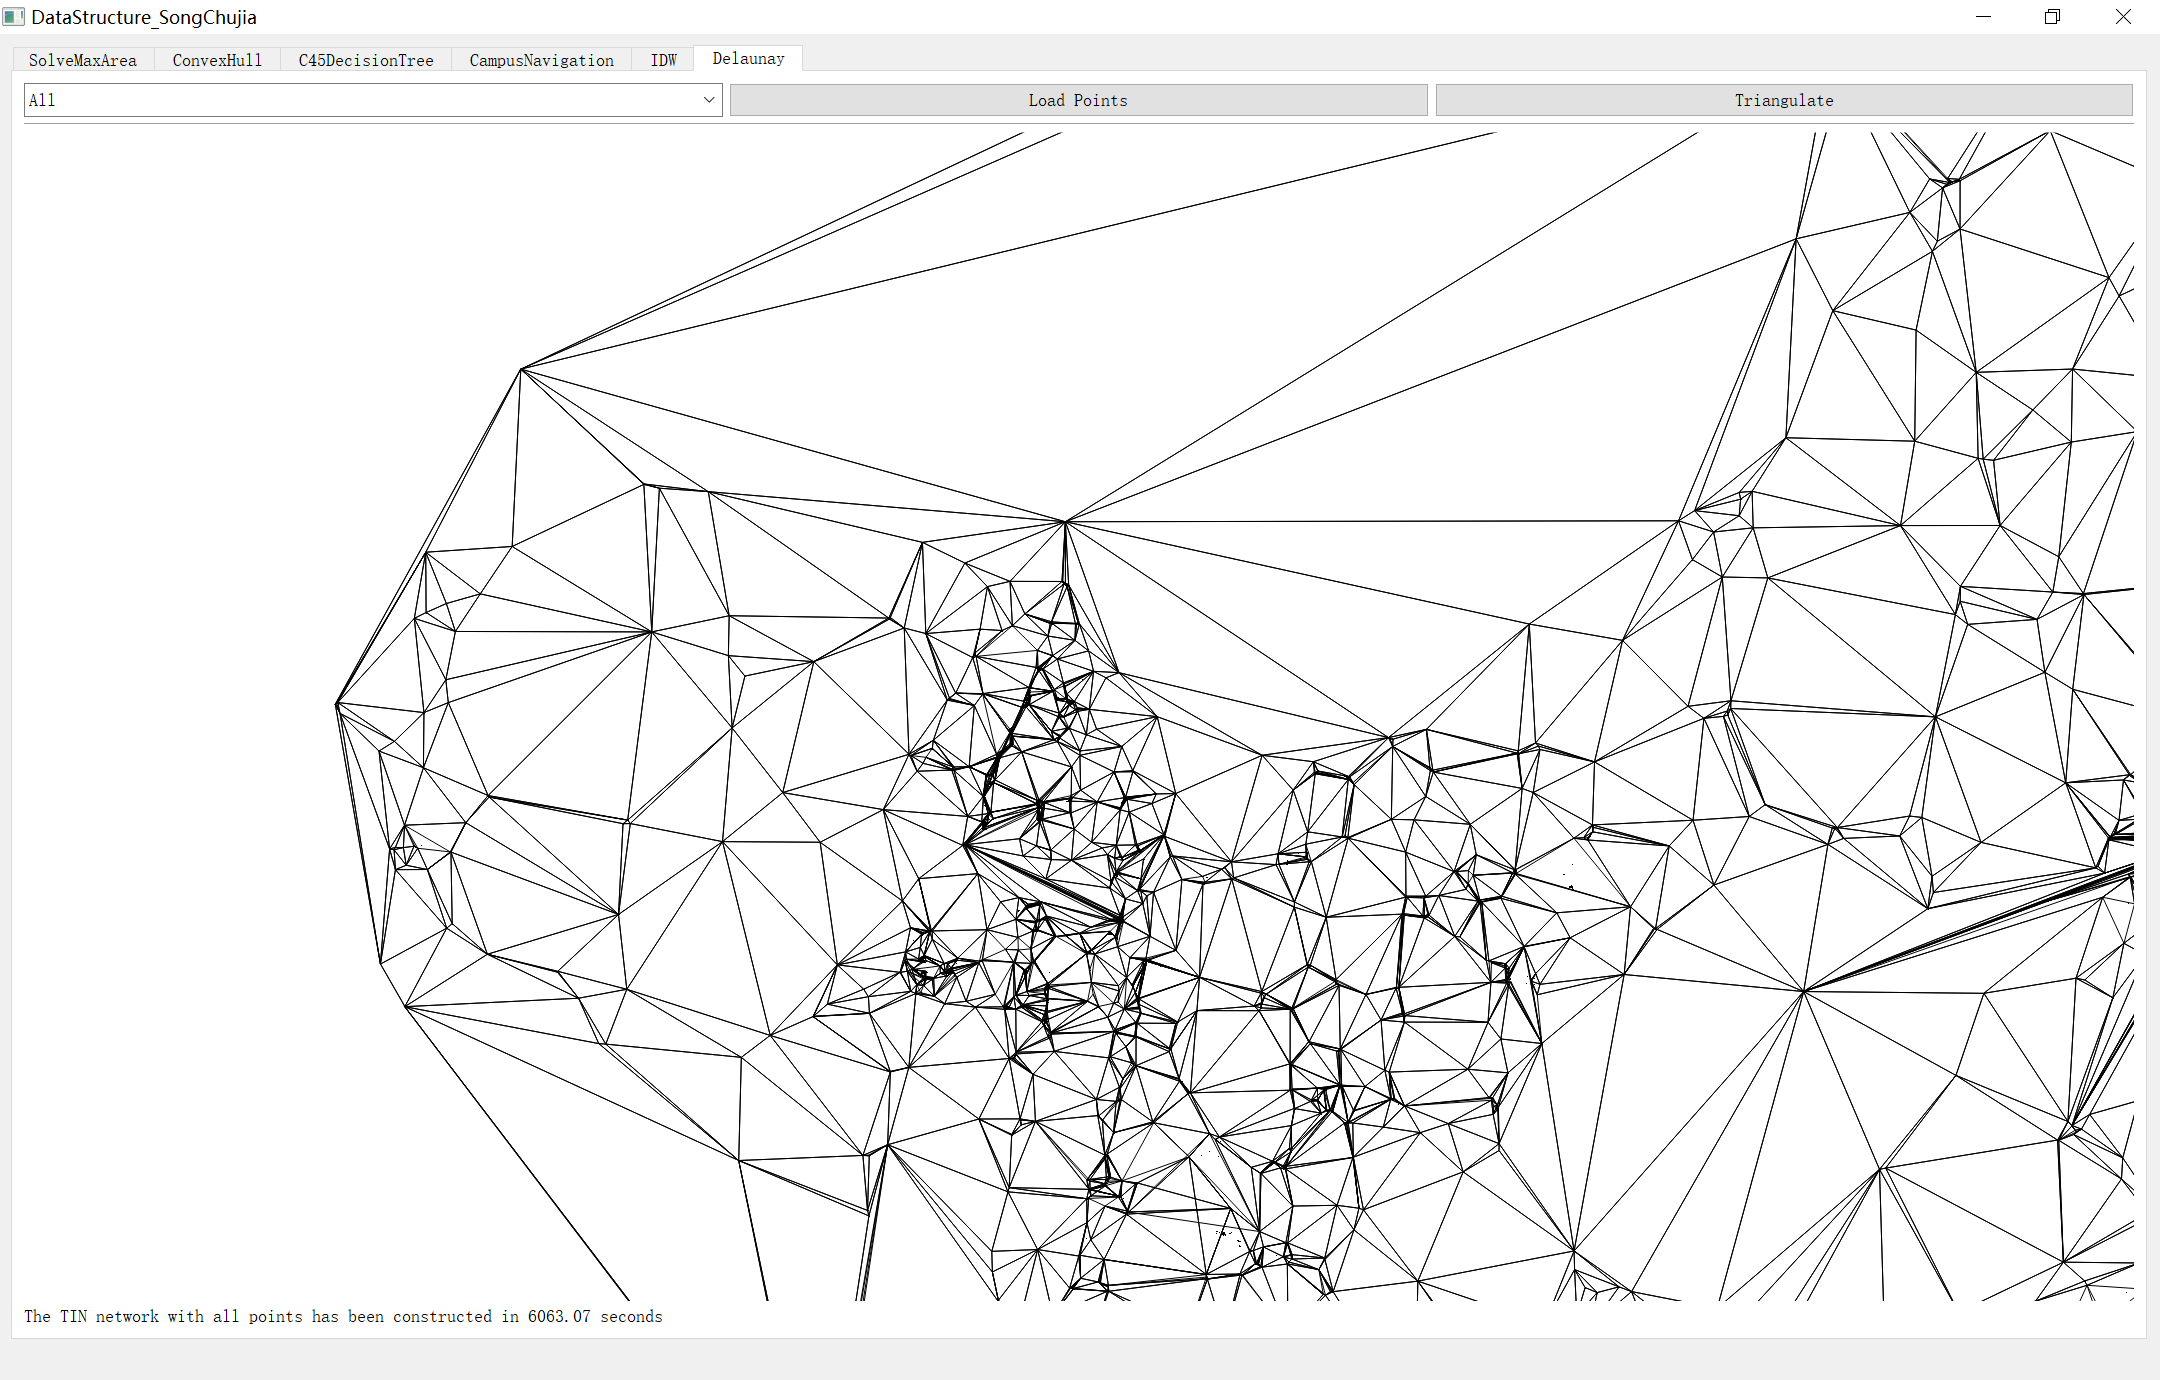 DataStructure_SongChujia
SolveMaxArea ConvexHull C45DecisionTree CampusNavigation IDW Delaunay
All Load Points Triangulate
The TIN network with all points has been constructed in 6063.07 seconds